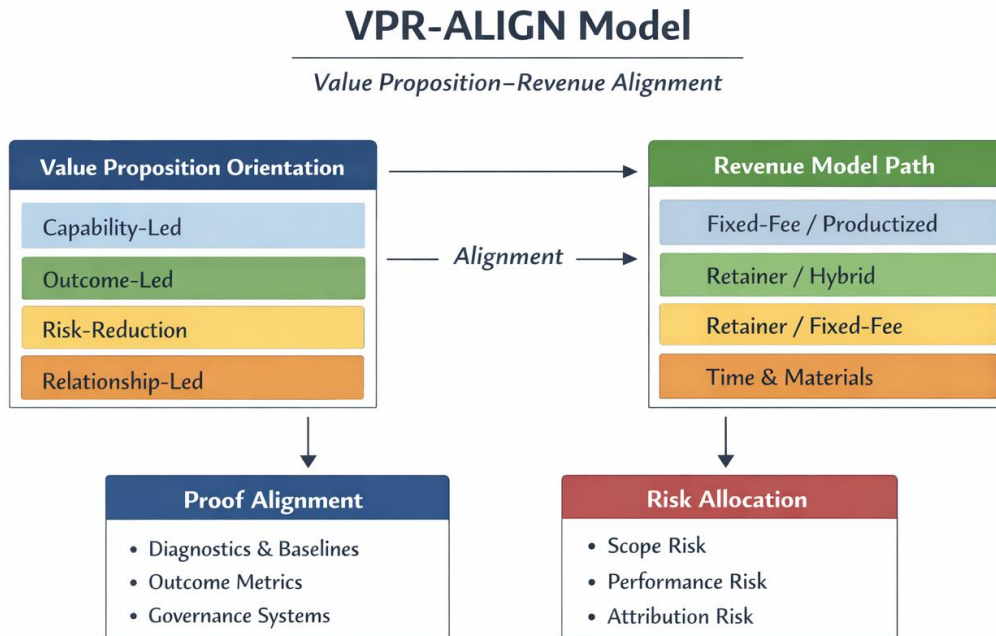 VPR-ALIGN Model
Value Proposition–Revenue Alignment
Value Proposition Orientation
Capability-Led
Outcome-Led
Risk-Reduction
Relationship-Led
Alignment
Revenue Model Path
Fixed-Fee / Productized
Retainer / Hybrid
Retainer / Fixed-Fee
Time & Materials
Proof Alignment
• Diagnostics & Baselines
• Outcome Metrics
• Governance Systems
Risk Allocation
• Scope Risk
• Performance Risk
• Attribution Risk